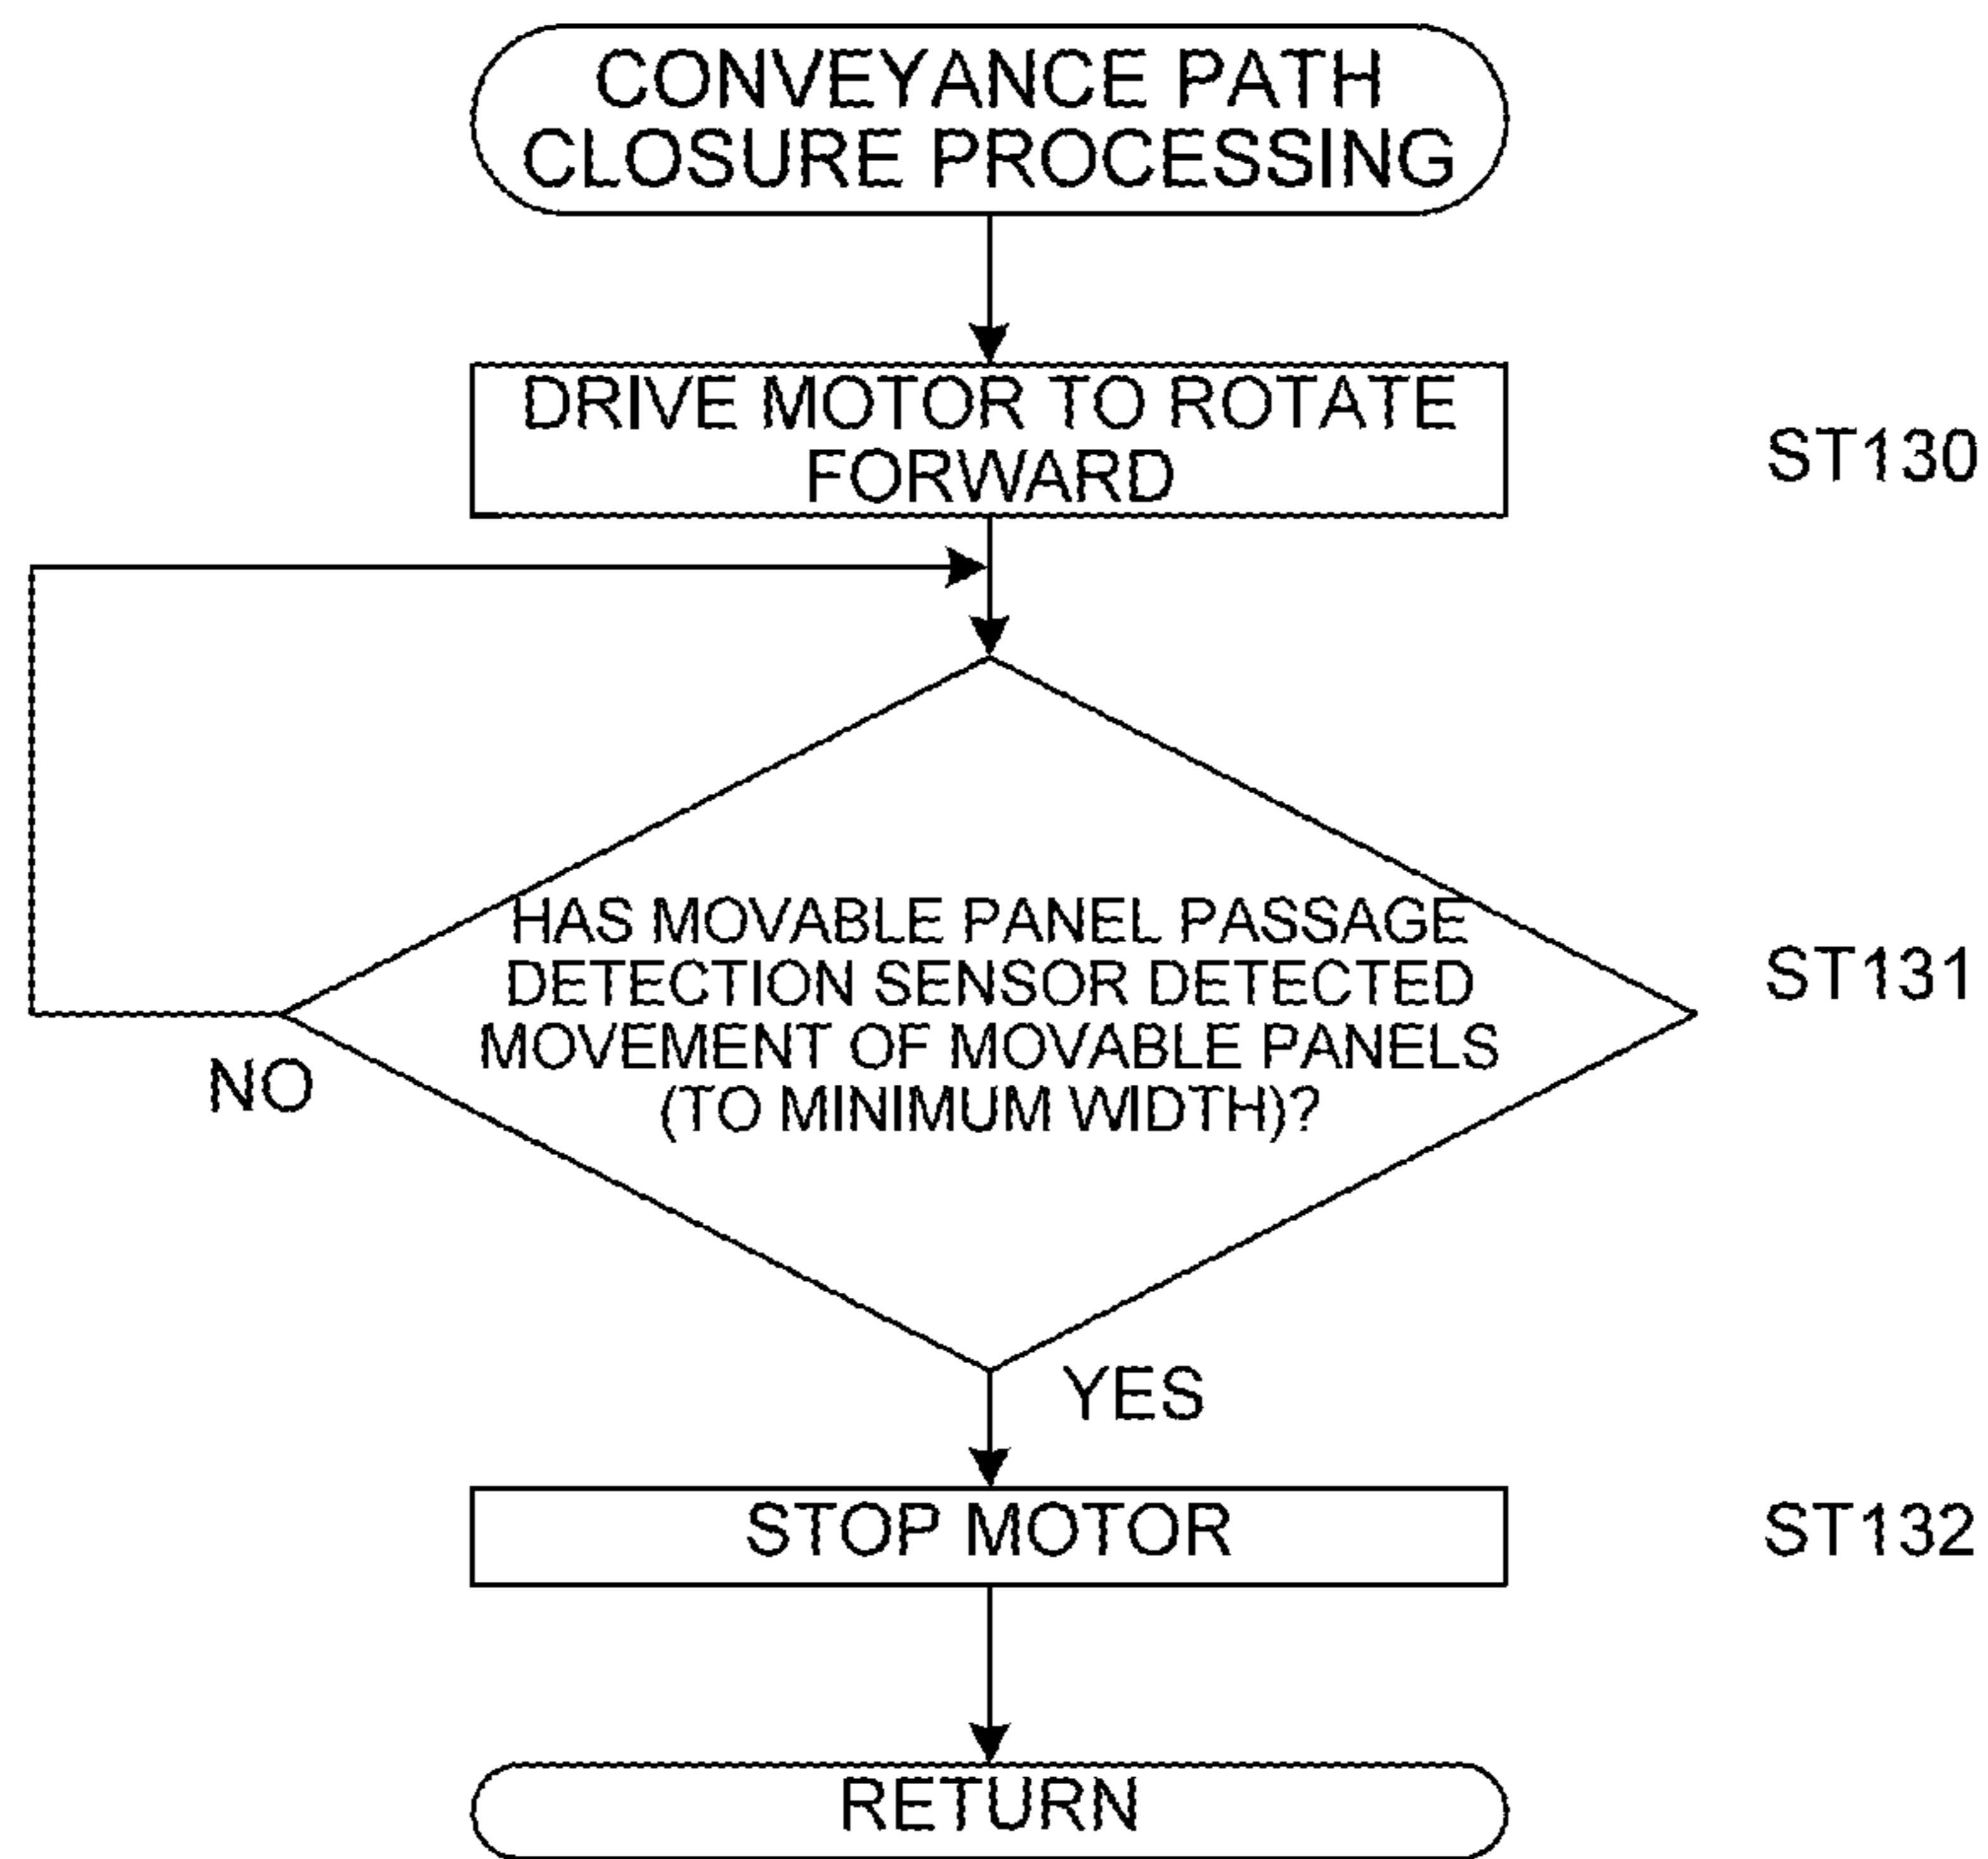 CONVEYANCE PATH
CLOSURE PROCESSING
DRIVE MOTOR TO ROTATE
FORWARD
ST130
HAS MOVABLE PANEL PASSAGE
DETECTION SENSOR DETECTED
MOVEMENT OF MOVABLE PANELS
(TO MINIMUM WIDTH)?
ST131
NO
YES
STOP MOTOR
ST132
RETURN